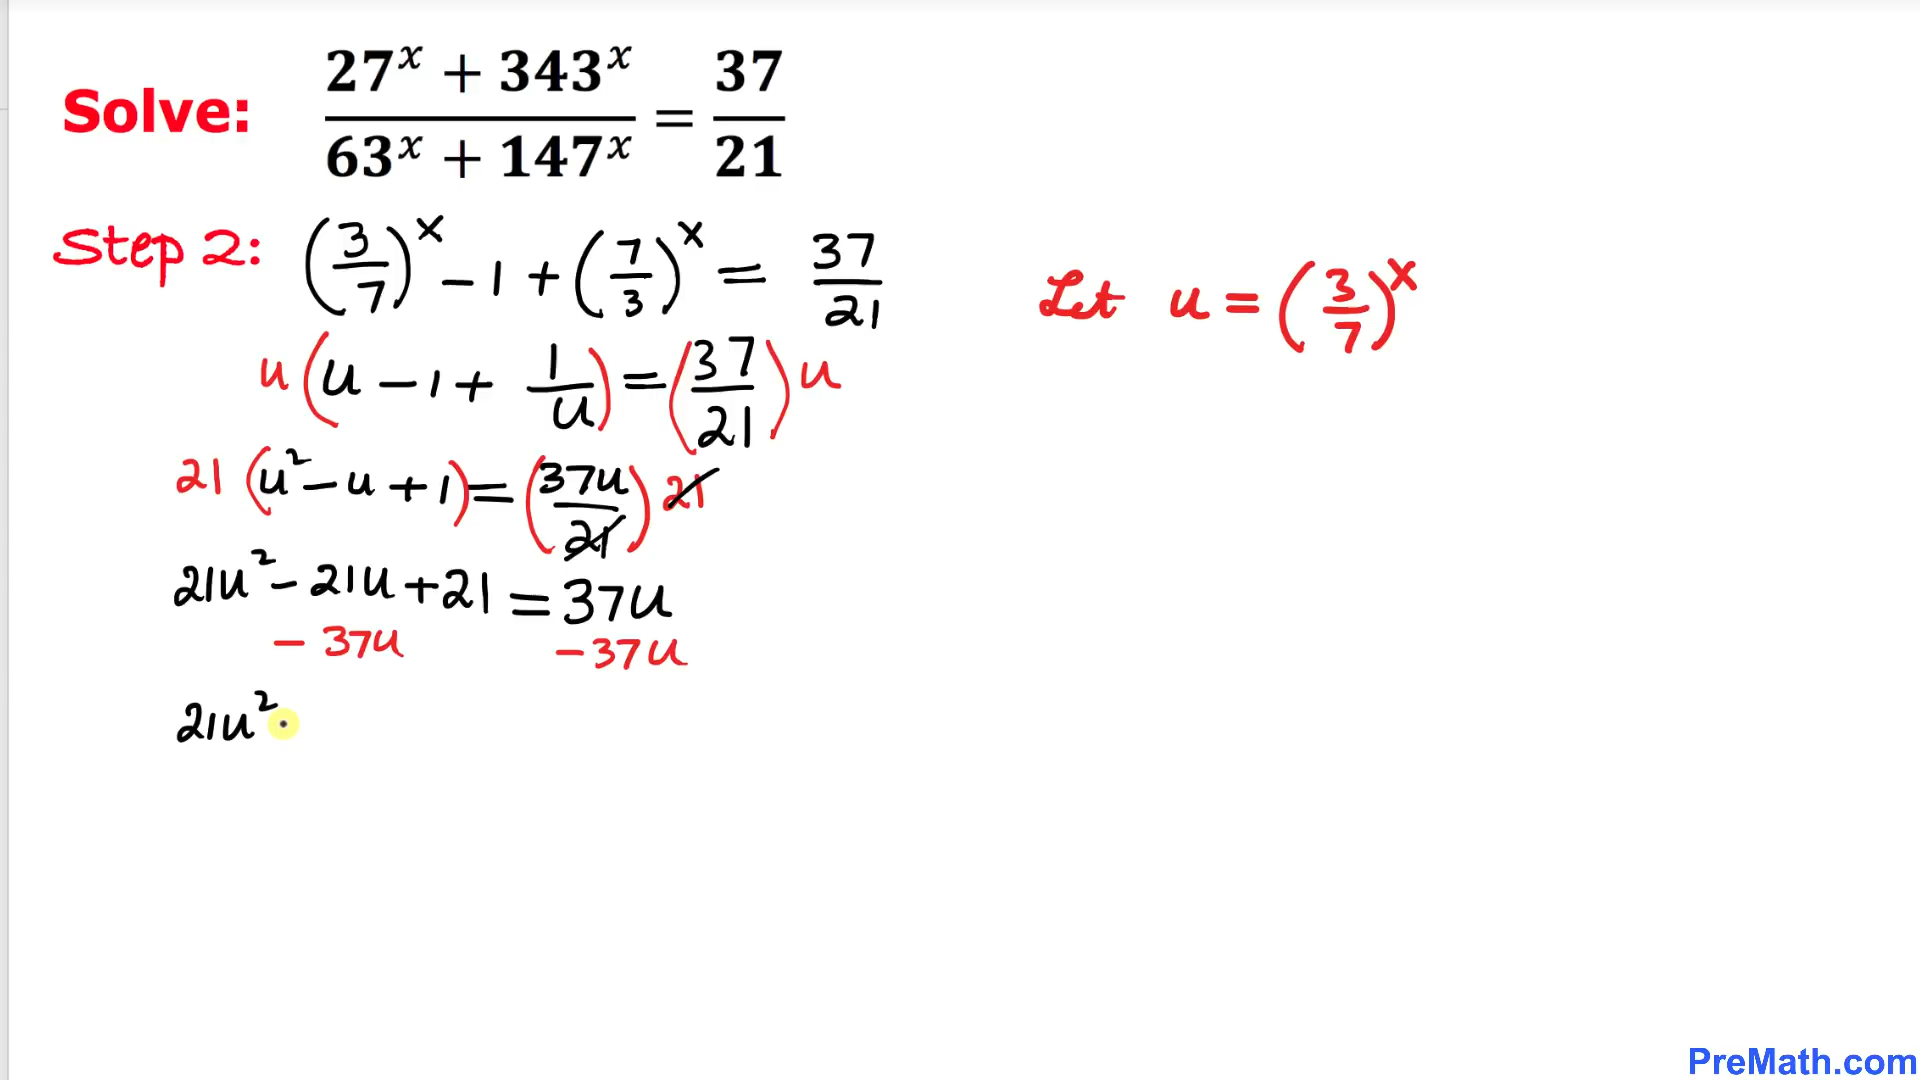 Solve: (27^x + 343^x)/(63^x + 147^x) = 37/21
Step 2: (3/7)^x - 1 + (7/3)^x = 37/21
Let u = (3/7)^x
u(u - 1 + 1/u) = (37/21)u
21(u² - u + 1) = (37u/21)21
21u² - 21u + 21 = 37u
- 37u - 37u
21u²
PreMath.com